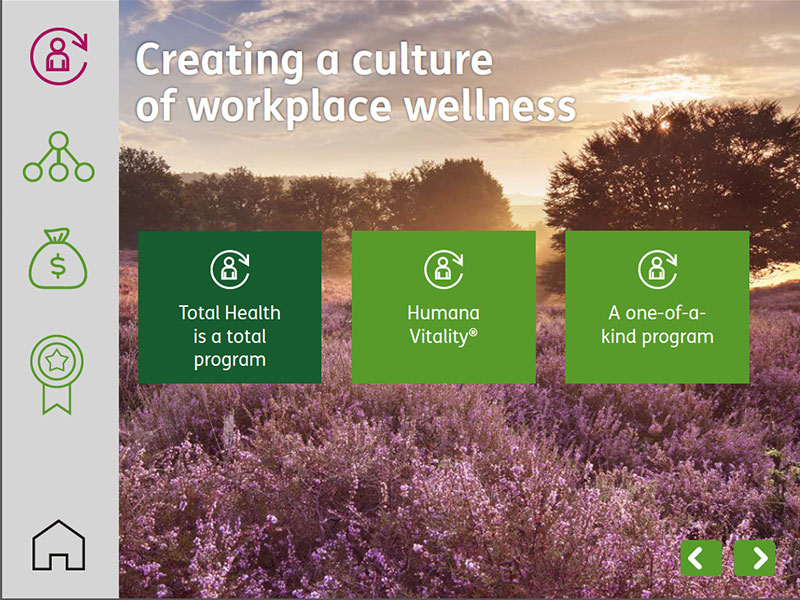 Creating a culture
of workplace wellness
Total Health
is a total
program
Humana
Vitality®
A one-of-a-
kind program
$